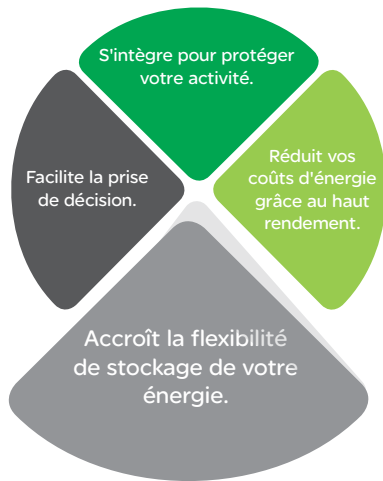 S'intègre pour protéger
votre activité.
Facilite la prise
de décision.
Réduit vos
coûts d'énergie
grâce au haut
rendement.
Accroît la flexibilité
de stockage de votre
énergie.